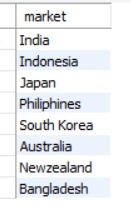 market
India
Indonesia
Japan
Philiphines
South Korea
Australia
Newzealand
Bangladesh